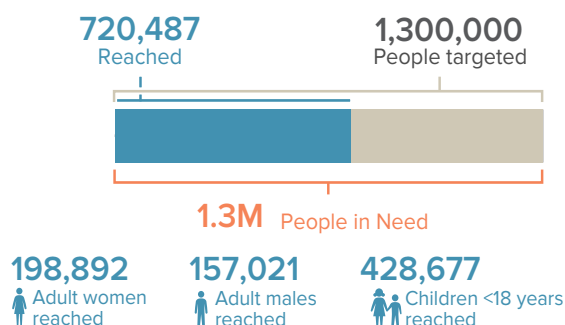 720,487
Reached
1,300,000
People targeted
1.3M People in Need
198,892
Adult women
reached
157,021
Adult males
reached
428,677
Children <18 years
reached